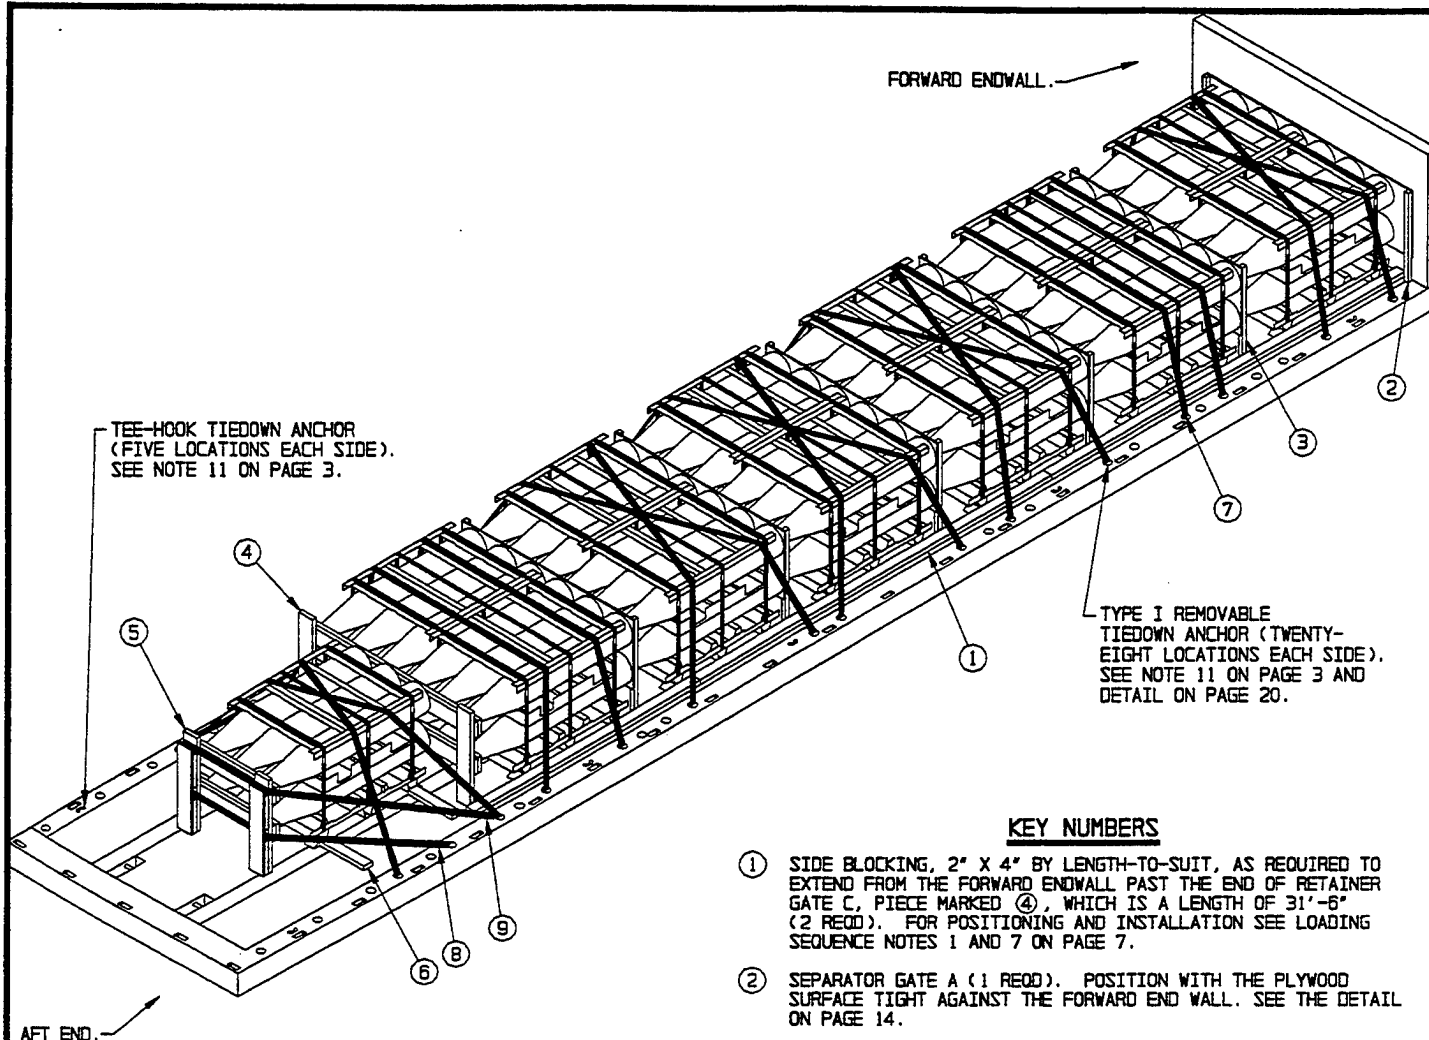 FORWARD ENDWALL.
TEE-HOOK TIEDOWN ANCHOR
(FIVE LOCATIONS EACH SIDE).
SEE NOTE 11 ON PAGE 3.
2
3
7
4
5
1
TYPE I REMOVABLE
TIEDOWN ANCHOR (TWENTY-
EIGHT LOCATIONS EACH SIDE).
SEE NOTE 11 ON PAGE 3 AND
DETAIL ON PAGE 20.
9
8
6
AFT END.
KEY NUMBERS
1 SIDE BLOCKING, 2" X 4" BY LENGTH-TO-SUIT, AS REQUIRED TO
EXTEND FROM THE FORWARD ENDWALL PAST THE END OF RETAINER
GATE C, PIECE MARKED 4, WHICH IS A LENGTH OF 31'-6"
(2 REQD). FOR POSITIONING AND INSTALLATION SEE LOADING
SEQUENCE NOTES 1 AND 7 ON PAGE 7.
2 SEPARATOR GATE A (1 REQD). POSITION WITH THE PLYWOOD
SURFACE TIGHT AGAINST THE FORWARD END WALL. SEE THE DETAIL
ON PAGE 14.